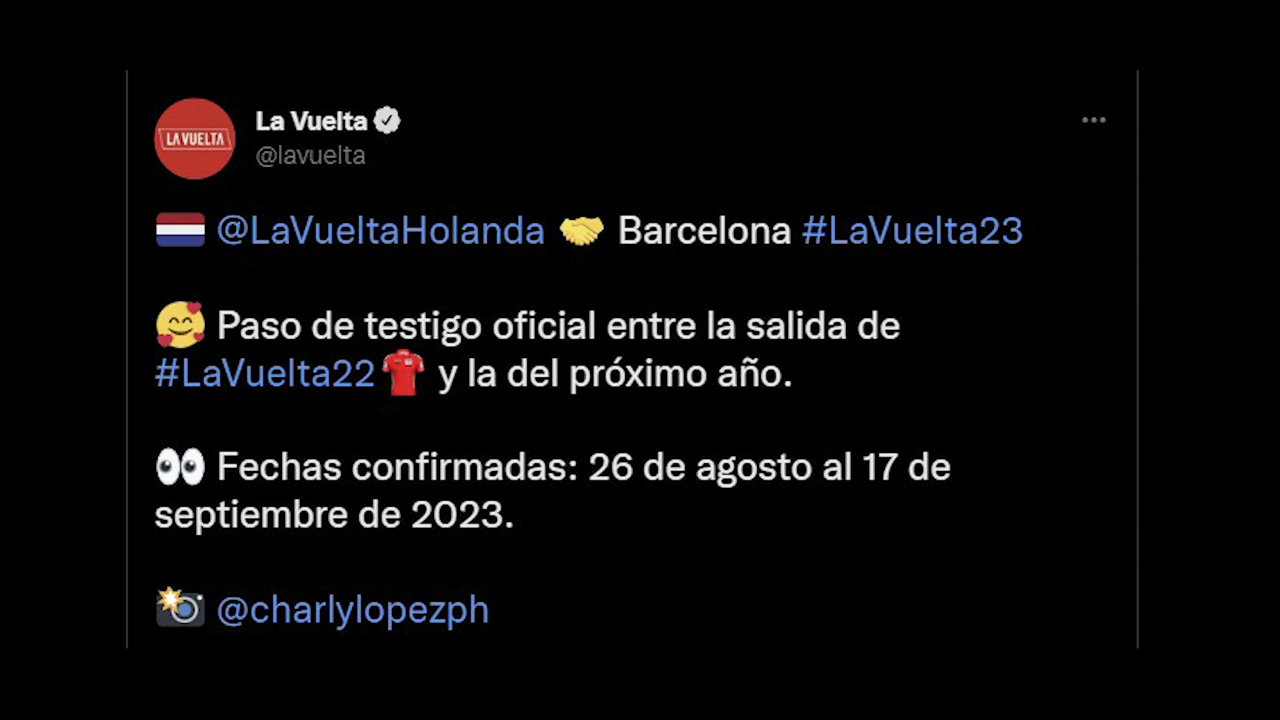 LA VUELTA
La Vuelta
@lavuelta
🇳🇱 @LaVueltaHolanda 🤝 Barcelona #LaVuelta23
🥰 Paso de testigo oficial entre la salida de
#LaVuelta22 y la del próximo año.
👀 Fechas confirmadas: 26 de agosto al 17 de
septiembre de 2023.
📸 @charlylopezph